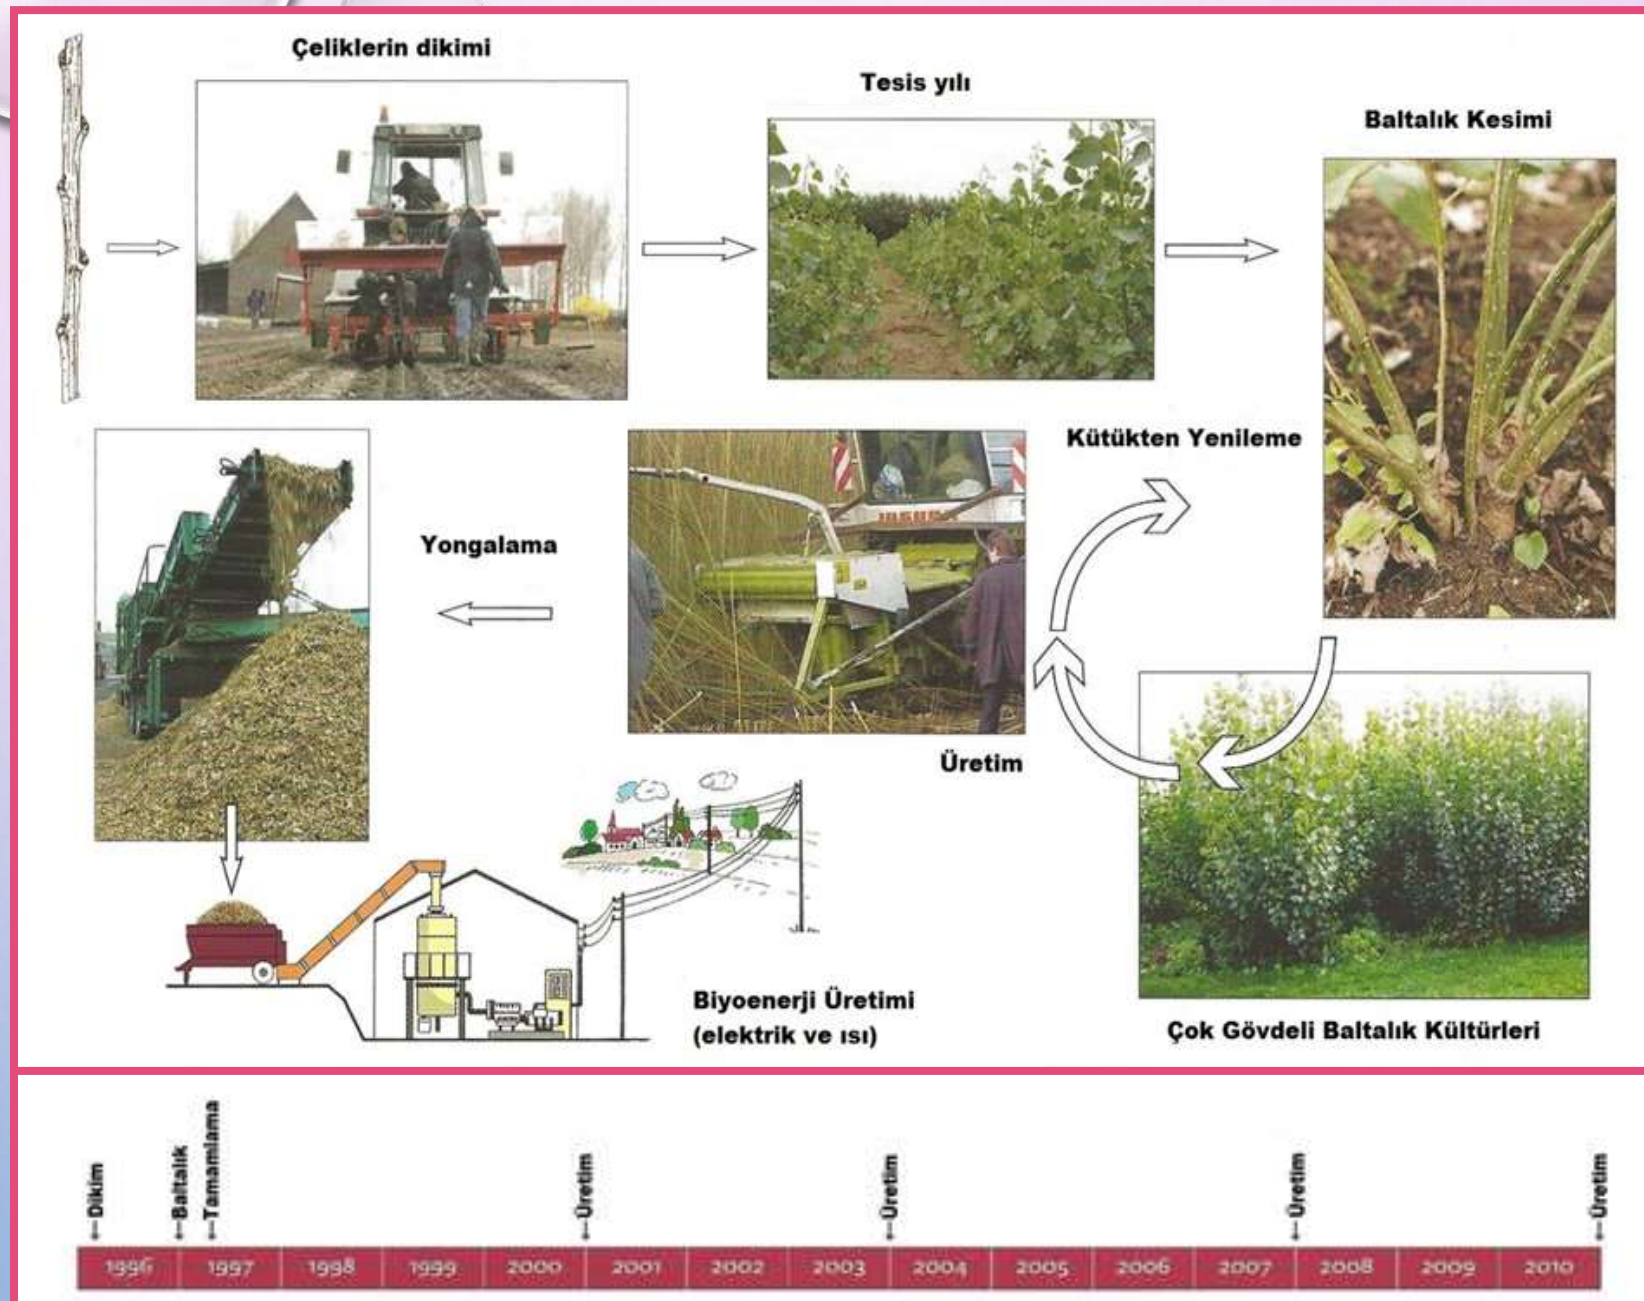 Çeliklerin dikimi
Tesis yılı
Baltalık Kesimi
Kütükten Yenileme
Yongalama
Üretim
Biyoenerji Üretimi
(elektrik ve ısı)
Çok Gövdeli Baltalık Kültürleri
←Dikim
←Baltalık
←Tamamlama
←Üretim
←Üretim
←Üretim
←Üretim
1996 1997 1998 1999 2000 2001 2002 2003 2004 2005 2006 2007 2008 2009 2010